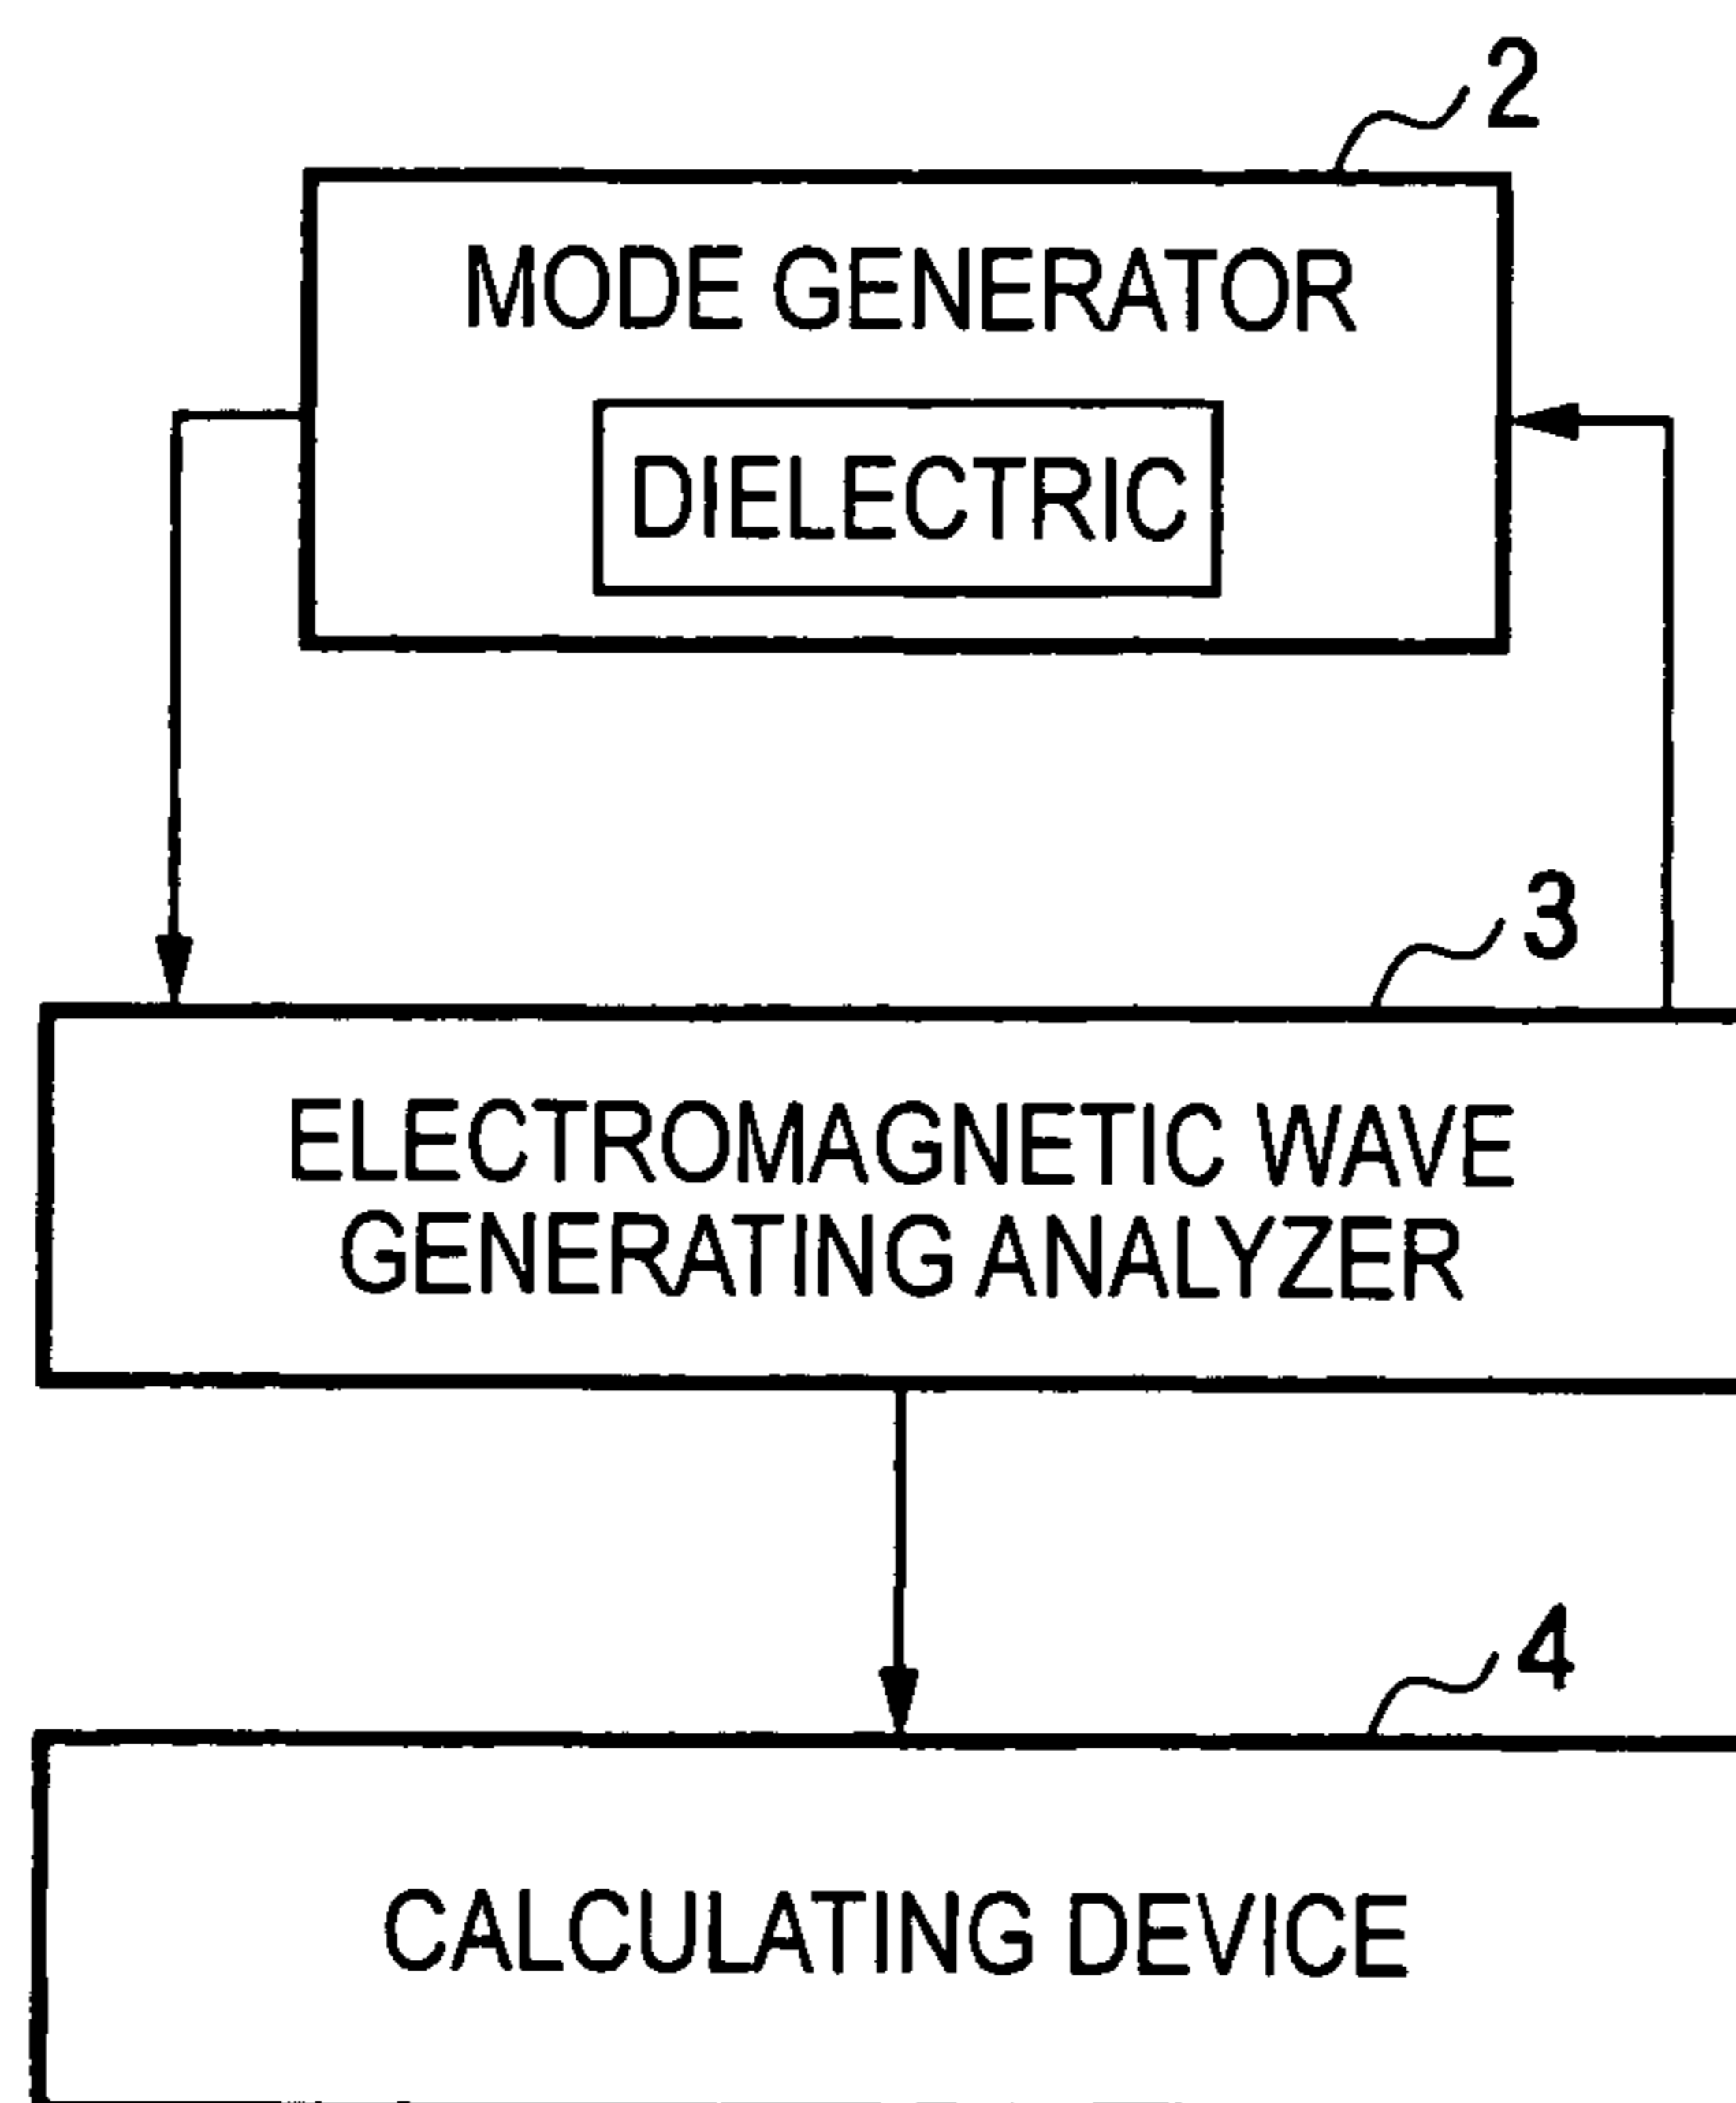 2
MODE GENERATOR
DIELECTRIC
3
ELECTROMAGNETIC WAVE
GENERATING ANALYZER
4
CALCULATING DEVICE